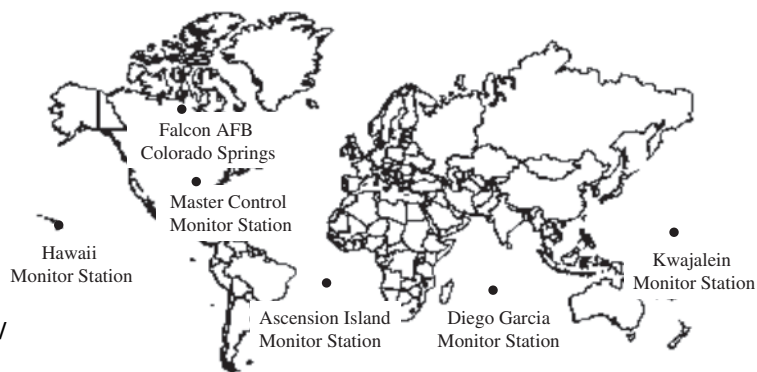 Falcon AFB
Colorado Springs
Master Control
Monitor Station
Hawaii
Monitor Station
Kwajalein
Monitor Station
Ascension Island
Monitor Station
Diego Garcia
Monitor Station
/